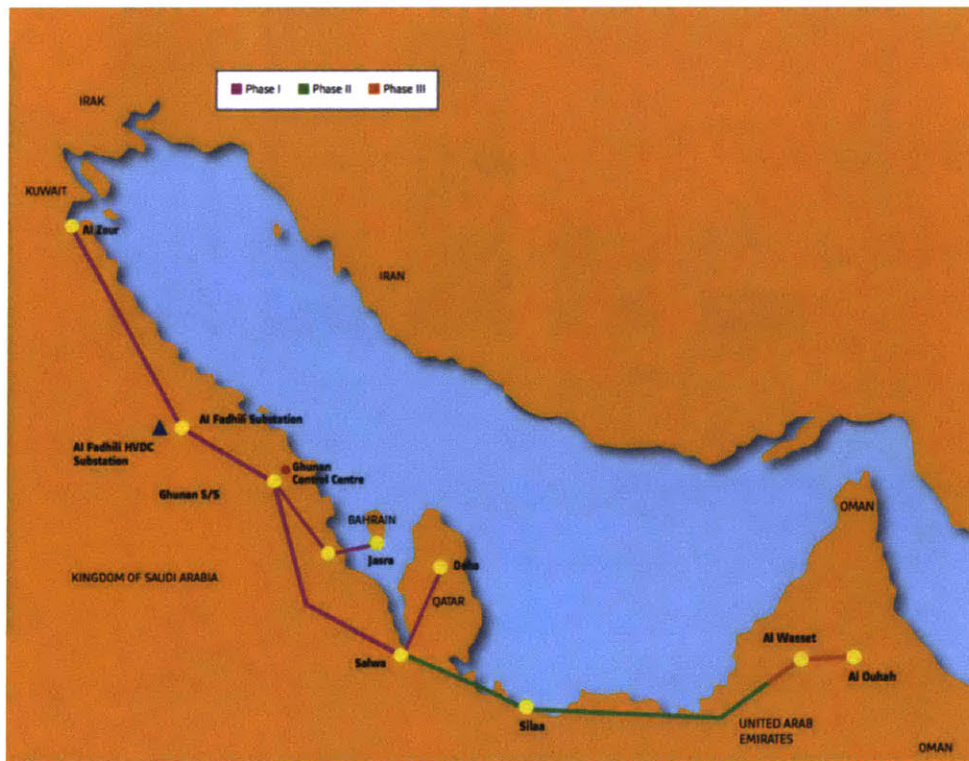 Phase I Phase II Phase III
IRAK
KUWAIT
Al Zour
IRAN
Al Fadhili Substation
Al Fadhili HVDC
Substation
Ghunan
Control Centre
Ghunan S/S
OMAN
BAHRAIN
Jasra
Doha
KINGDOM OF SAUDI ARABIA
QATAR
Salwa
Al Wasset
Al Ouhah
Silaa
UNITED ARAB
EMIRATES
OMAN